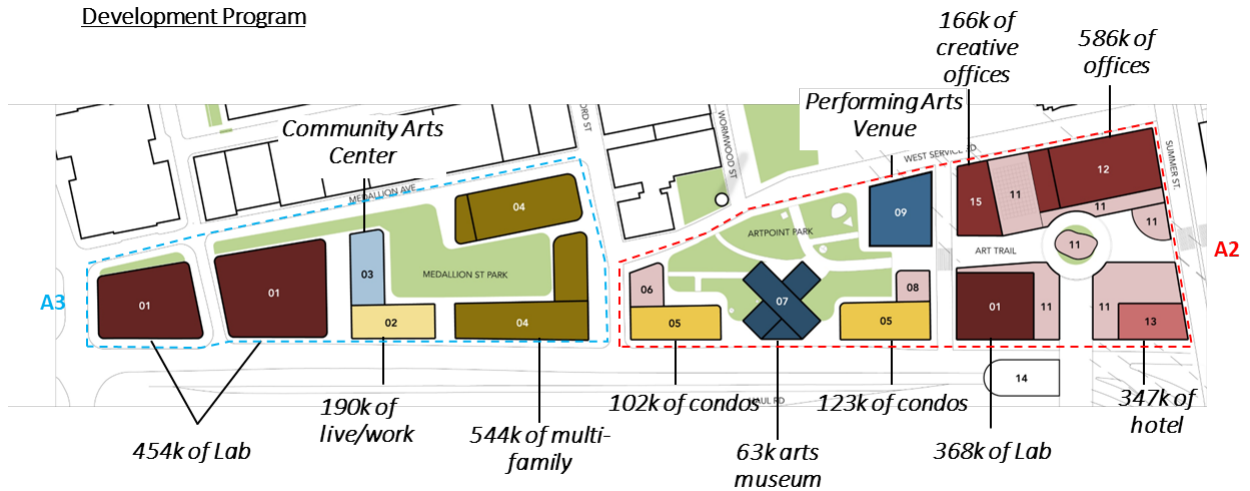 Development Program
166k of
creative
offices
586k of
offices
Community Arts
Center
Performing Arts
Venue
ORD ST
WORMWOOD ST
WEST SERVICE RD
SUMMER ST.
MEDALLION AVE
04
15
11
12
11
11
09
ARTPOINT PARK
ART TRAIL
11
A2
A3
03
MEDALLION ST PARK
01
01
06
07
08
01
11
11
02
04
05
05
13
14
HAUL RD
454k of Lab
190k of
live/work
544k of multi-
family
102k of condos
63k arts
museum
123k of condos
368k of Lab
347k of
hotel